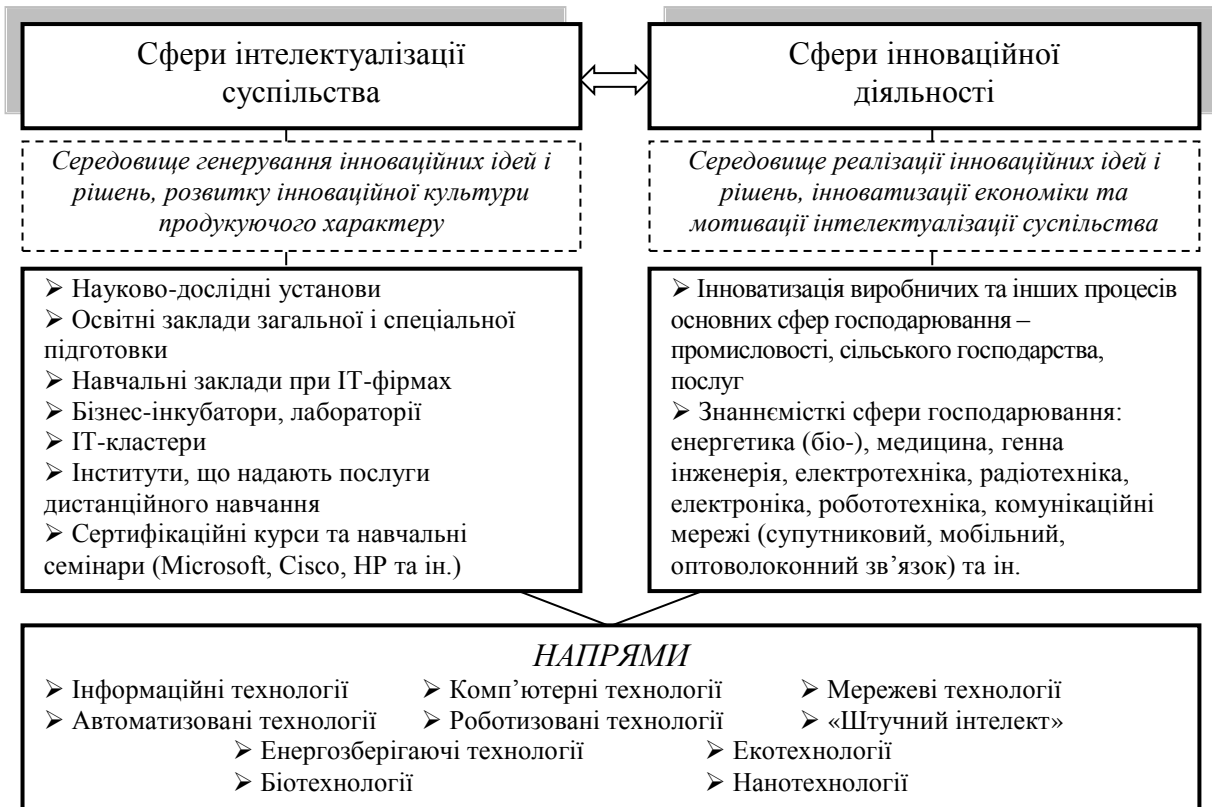 Сфери інтелектуалізації
суспільства
Середовище генерування інноваційних ідей і
рішень, розвитку інноваційної культури
продукуючого характеру
➢ Науково-дослідні установи
➢ Освітні заклади загальної і спеціальної
підготовки
➢ Навчальні заклади при ІТ-фірмах
➢ Бізнес-інкубатори, лабораторії
➢ ІТ-кластери
➢ Інститути, що надають послуги
дистанційного навчання
➢ Сертифікаційні курси та навчальні
семінари (Microsoft, Cisco, HP та ін.)
Сфери інноваційної
діяльності
Середовище реалізації інноваційних ідей і
рішень, інноватизації економіки та
мотивації інтелектуалізації суспільства
➢ Інноватизація виробничих та інших процесів
основних сфер господарювання –
промисловості, сільського господарства,
послуг
➢ Знаннємісткі сфери господарювання:
енергетика (біо-), медицина, генна
інженерія, електротехніка, радіотехніка,
електроніка, робототехніка, комунікаційні
мережі (супутниковий, мобільний,
оптоволоконний зв’язок) та ін.
НАПРЯМИ
➢ Інформаційні технології ➢ Комп’ютерні технології ➢ Мережеві технології
➢ Автоматизовані технології ➢ Роботизовані технології ➢ «Штучний інтелект»
➢ Енергозберігаючі технології ➢ Екотехнології
➢ Біотехнології ➢ Нанотехнології